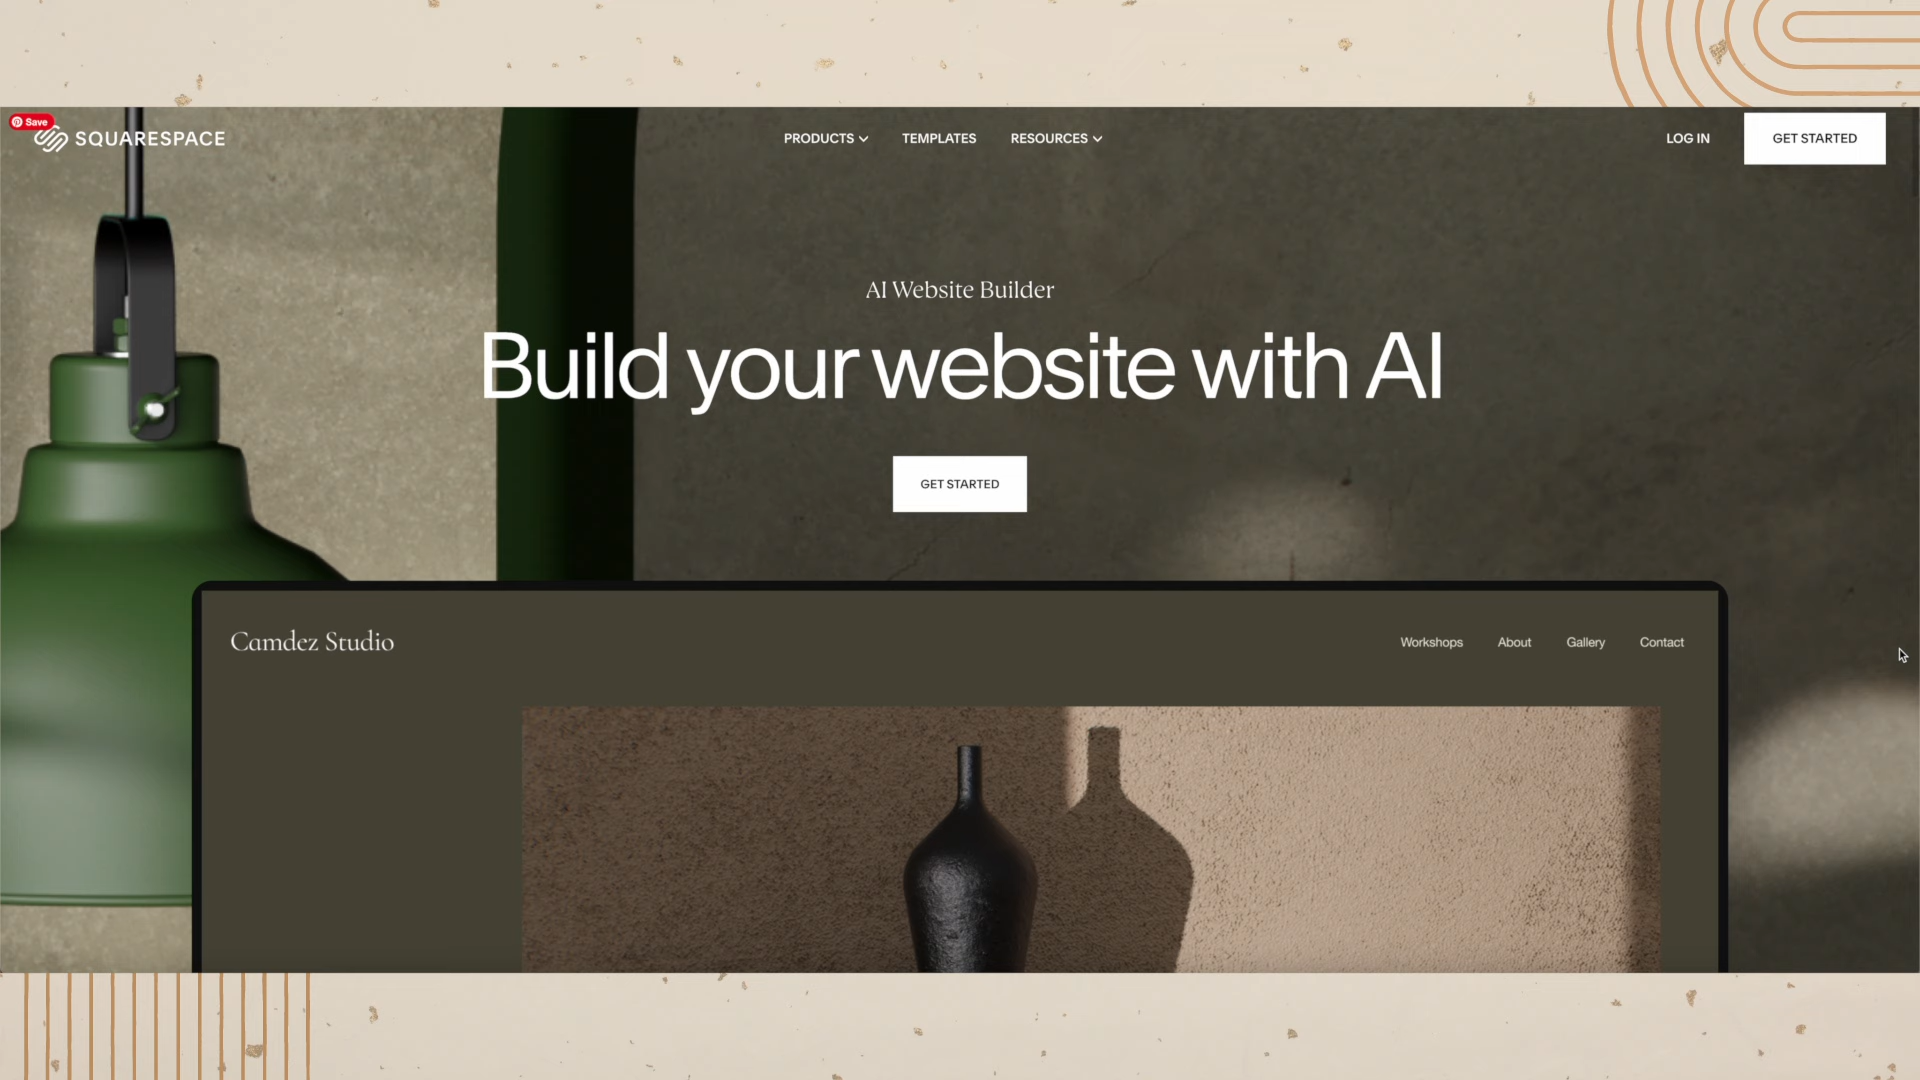 Save
SQUARESPACE
PRODUCTS
TEMPLATES
RESOURCES
LOG IN
GET STARTED
AI Website Builder
Build your website with AI
GET STARTED
Camdez Studio
Workshops
About
Gallery
Contact